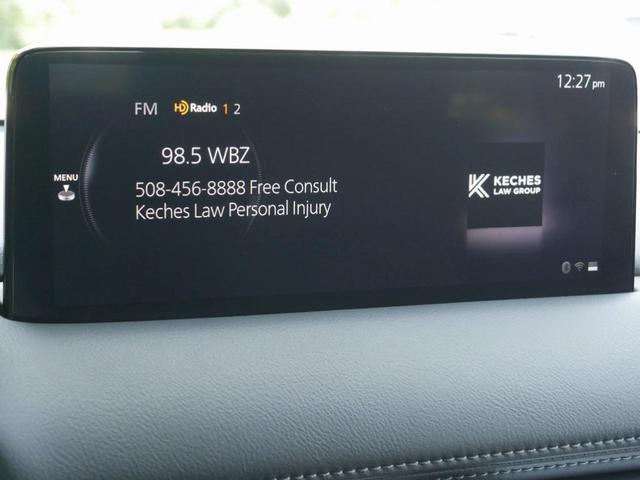 12:27 pm
FM HD Radio 1 2
98.5 WBZ
MENU
508-456-8888 Free Consult
Keches Law Personal Injury
K KECHES
LAW GROUP